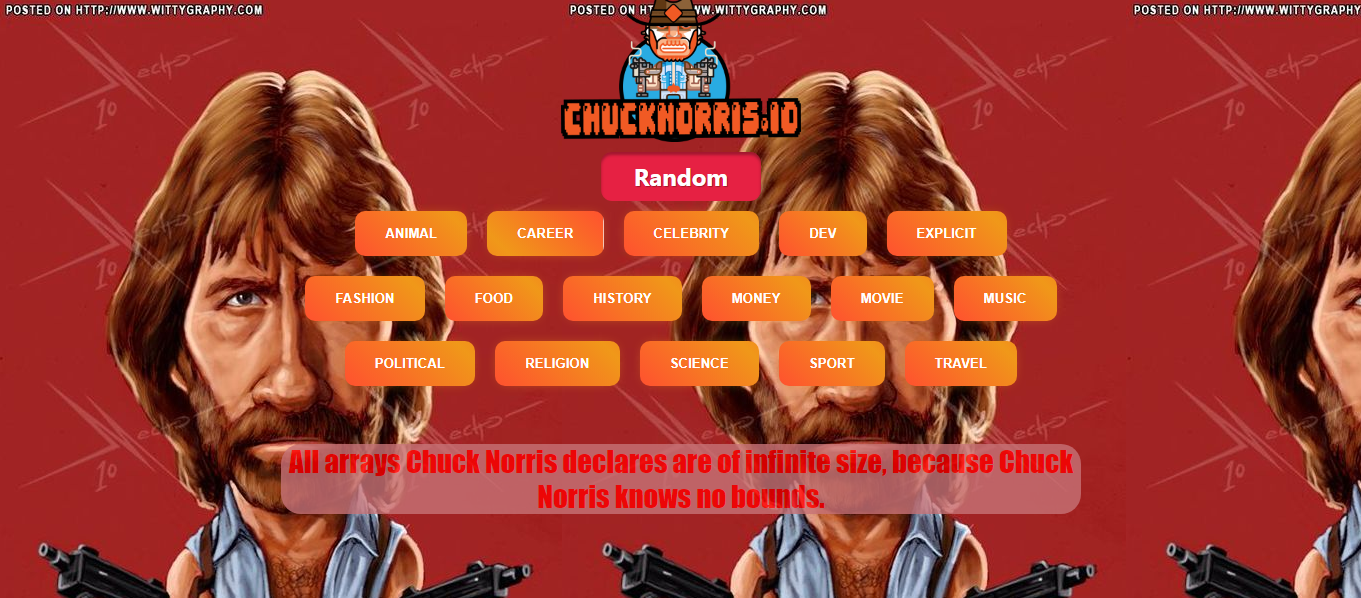 POSTED ON HTTP://WWW.WITTYGRAPHY.COM
POSTED ON HT WW.WITTYGRAPHY.COM
POSTED ON HTTP://WWW.WITTYGRAPHY
CHUCKNORRIS.IO
Random
ANIMAL CAREER CELEBRITY DEV EXPLICIT
FASHION FOOD HISTORY MONEY MOVIE MUSIC
POLITICAL RELIGION SCIENCE SPORT TRAVEL
All arrays Chuck Norris declares are of infinite size, because Chuck
Norris knows no bounds.